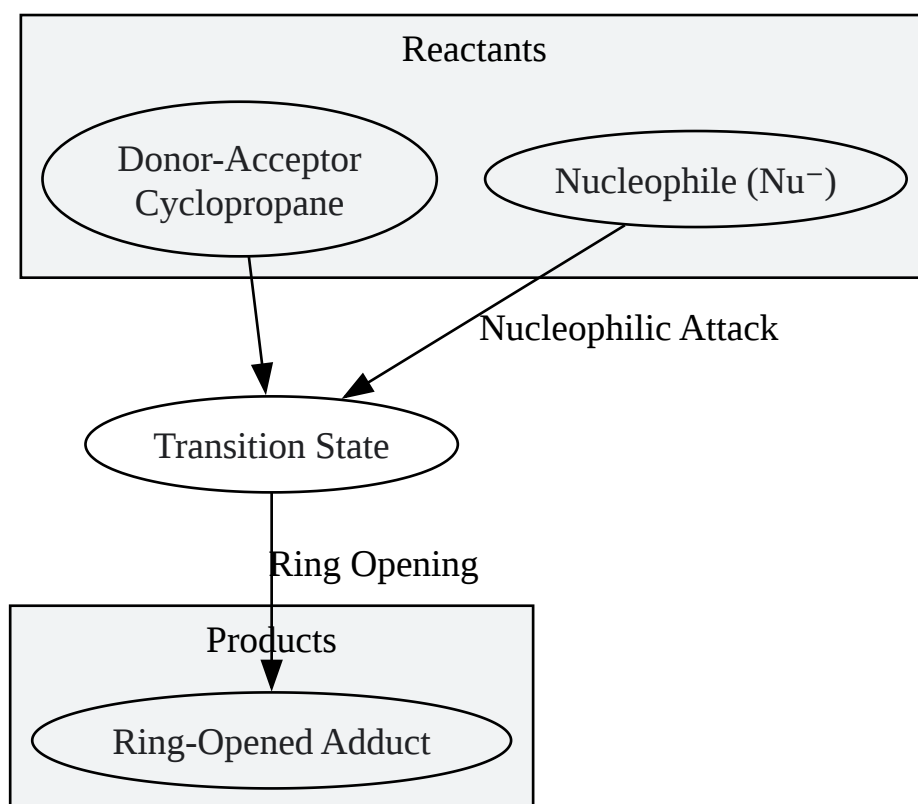 Reactants
Donor-Acceptor
Cyclopropane
Nucleophile (Nu⁻)
Nucleophilic Attack
Transition State
Ring Opening
Products
Ring-Opened Adduct